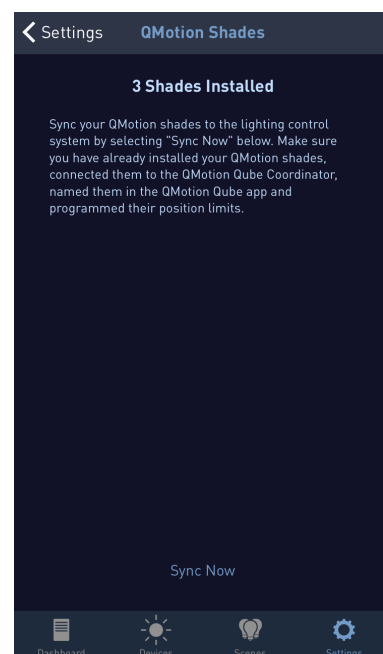 Settings QMotion Shades
3 Shades Installed
Sync your QMotion shades to the lighting control
system by selecting "Sync Now" below. Make sure
you have already installed your QMotion shades,
connected them to the QMotion Qube Coordinator,
named them in the QMotion Qube app and
programmed their position limits.
Sync Now
Dashboard Devices Scenes Settings